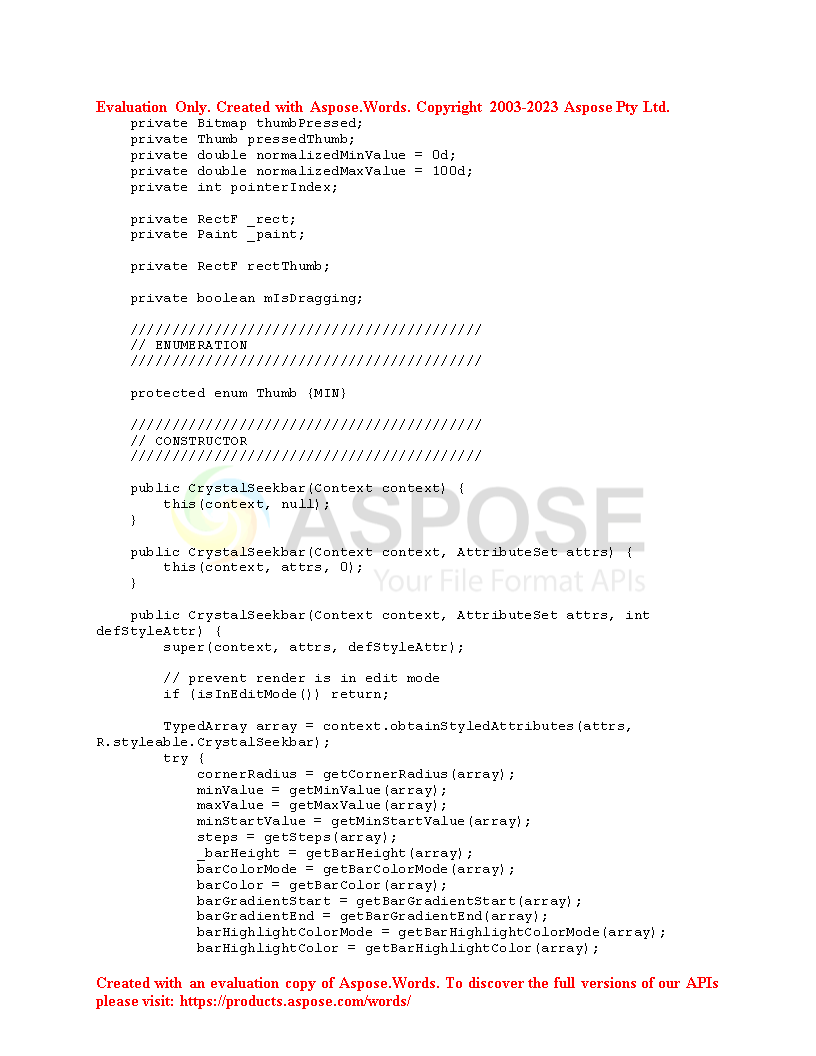 Evaluation Only. Created with Aspose.Words. Copyright 2003-2023 Aspose Pty Ltd.
    private Bitmap thumbPressed;
    private Thumb pressedThumb;
    private double normalizedMinValue = 0d;
    private double normalizedMaxValue = 100d;
    private int pointerIndex;

    private RectF _rect;
    private Paint _paint;

    private RectF rectThumb;

    private boolean mIsDragging;

    //////////////////////////////////////////
    // ENUMERATION
    //////////////////////////////////////////

    protected enum Thumb {MIN}

    //////////////////////////////////////////
    // CONSTRUCTOR
    //////////////////////////////////////////

    public CrystalSeekbar(Context context) {
        this(context, null);
    }
ASPOSE
    public CrystalSeekbar(Context context, AttributeSet attrs) {
        this(context, attrs, 0);
    }
Your File Format APIs

    public CrystalSeekbar(Context context, AttributeSet attrs, int
defStyleAttr) {
        super(context, attrs, defStyleAttr);

        // prevent render is in edit mode
        if (isInEditMode()) return;

        TypedArray array = context.obtainStyledAttributes(attrs,
R.styleable.CrystalSeekbar);
        try {
            cornerRadius = getCornerRadius(array);
            minValue = getMinValue(array);
            maxValue = getMaxValue(array);
            minStartValue = getMinStartValue(array);
            steps = getSteps(array);
            _barHeight = getBarHeight(array);
            barColorMode = getBarColorMode(array);
            barColor = getBarColor(array);
            barGradientStart = getBarGradientStart(array);
            barGradientEnd = getBarGradientEnd(array);
            barHighlightColorMode = getBarHighlightColorMode(array);
            barHighlightColor = getBarHighlightColor(array);

Created with an evaluation copy of Aspose.Words. To discover the full versions of our APIs
please visit: https://products.aspose.com/words/